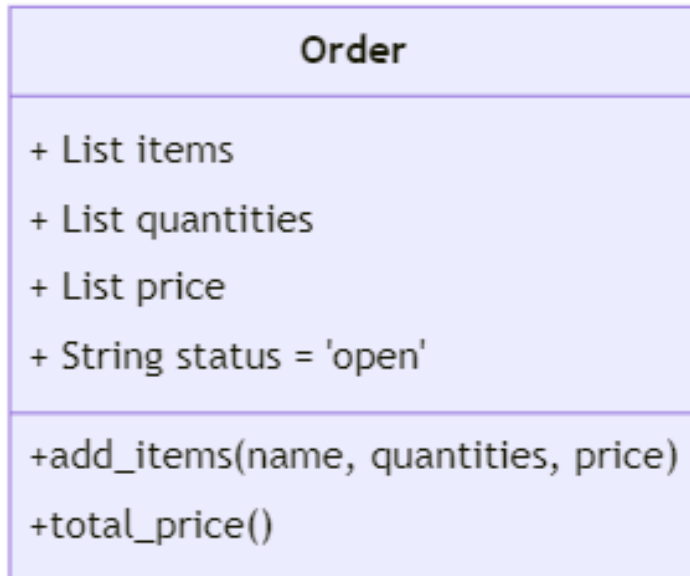 Order
+ List items
+ List quantities
+ List price
+ String status = 'open'
+add_items(name, quantities, price)
+total_price()